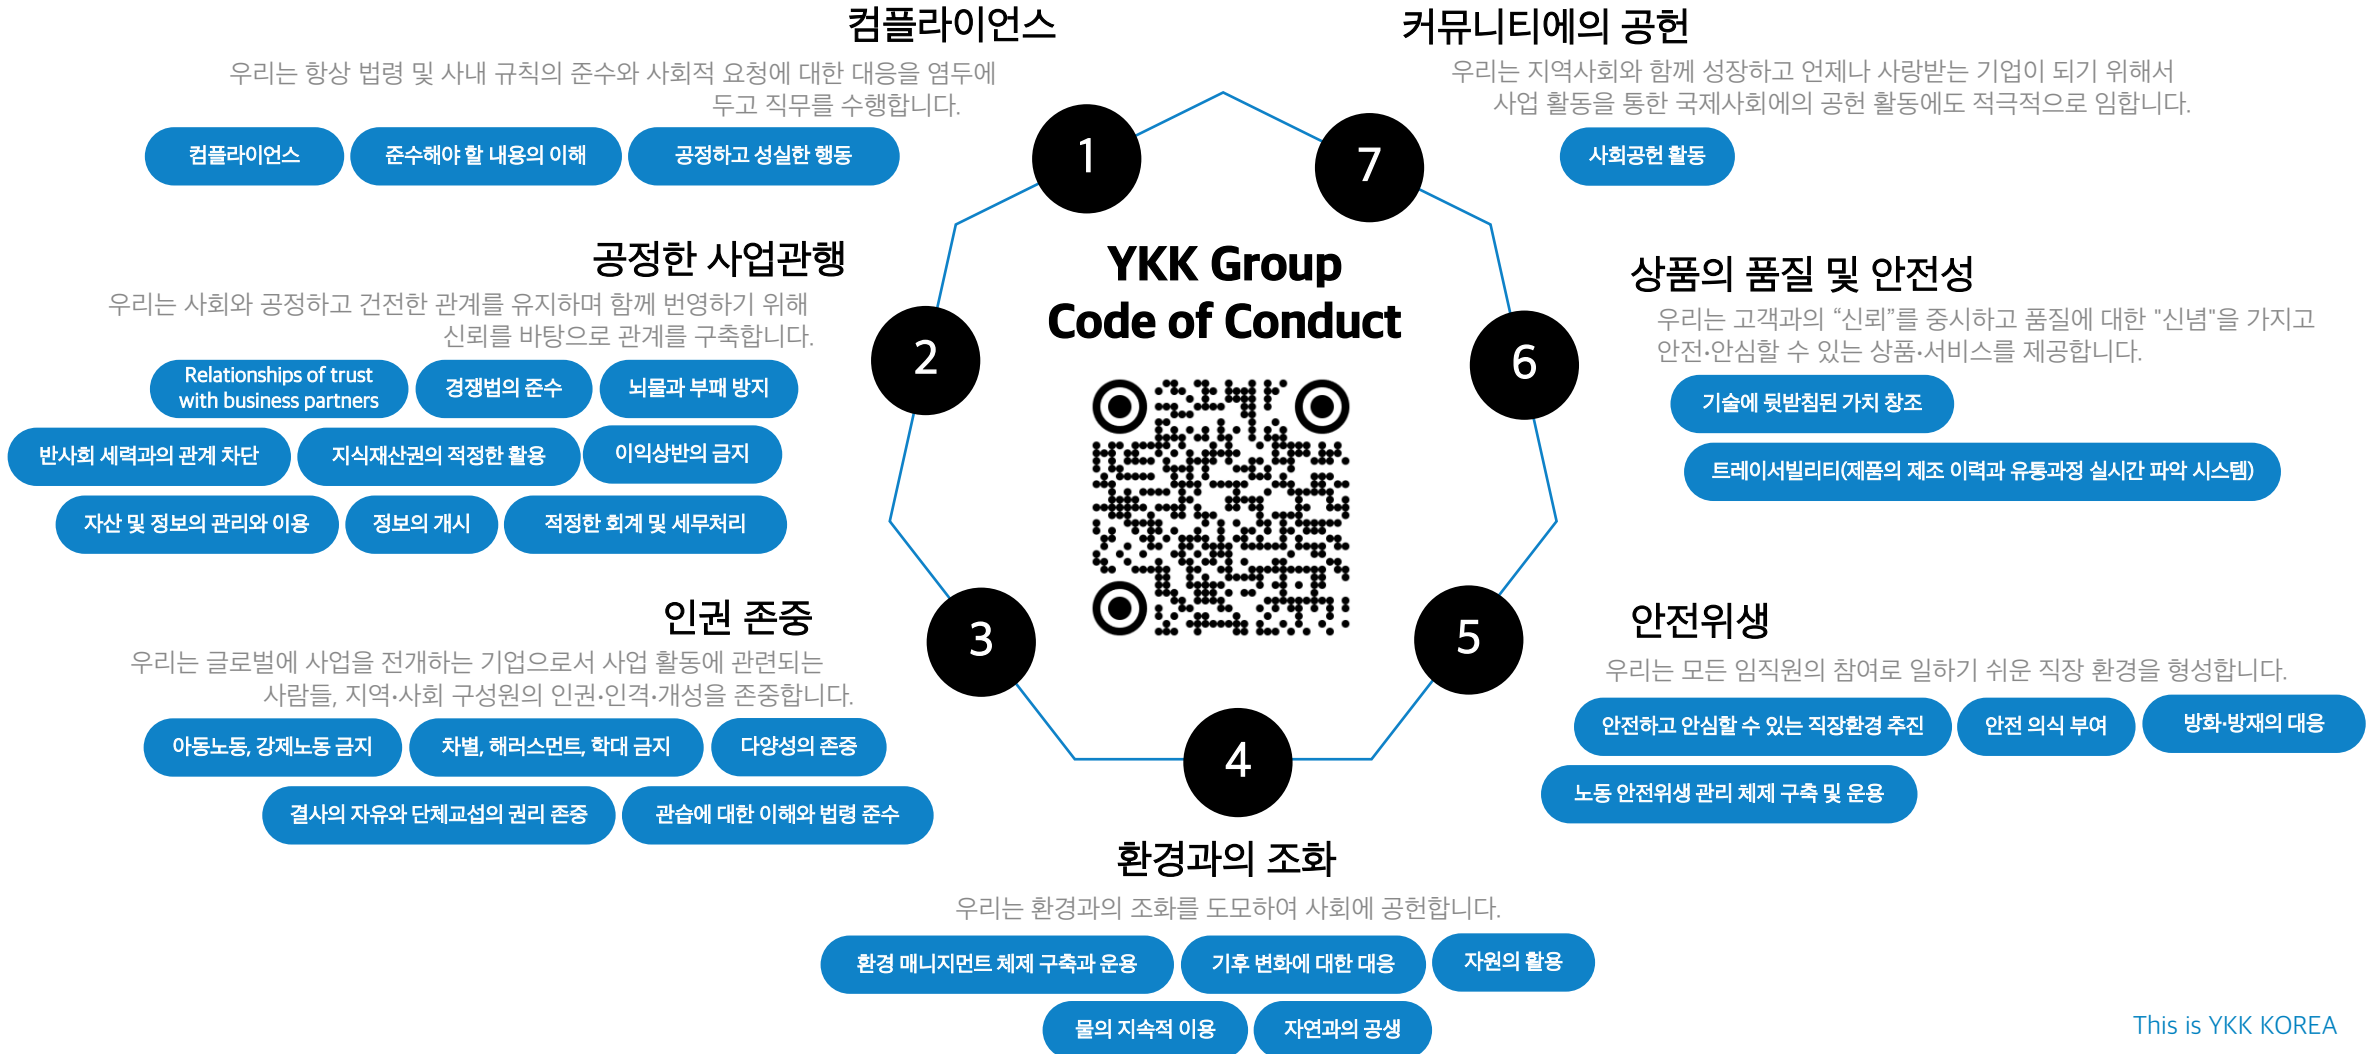 컴플라이언스
우리는 항상 법령 및 사내 규칙의 준수와 사회적 요청에 대한 대응을 염두에
두고 직무를 수행합니다.
컴플라이언스
준수해야 할 내용의 이해
공정하고 성실한 행동
1
공정한 사업관행
우리는 사회와 공정하고 건전한 관계를 유지하며 함께 번영하기 위해
신뢰를 바탕으로 관계를 구축합니다.
Relationships of trust
with business partners
경쟁법의 준수
뇌물과 부패 방지
반사회 세력과의 관계 차단
지식재산권의 적정한 활용
이익상반의 금지
자산 및 정보의 관리와 이용
정보의 개시
적정한 회계 및 세무처리
2
인권 존중
우리는 글로벌에 사업을 전개하는 기업으로서 사업 활동에 관련되는
사람들, 지역·사회 구성원의 인권·인격·개성을 존중합니다.
아동노동, 강제노동 금지
차별, 해러스먼트, 학대 금지
다양성의 존중
결사의 자유와 단체교섭의 권리 존중
관습에 대한 이해와 법령 준수
3
YKK Group
Code of Conduct
4
환경과의 조화
우리는 환경과의 조화를 도모하여 사회에 공헌합니다.
환경 매니지먼트 체제 구축과 운용
기후 변화에 대한 대응
자원의 활용
물의 지속적 이용
자연과의 공생
5
안전위생
우리는 모든 임직원의 참여로 일하기 쉬운 직장 환경을 형성합니다.
안전하고 안심할 수 있는 직장환경 추진
안전 의식 부여
방화·방재의 대응
노동 안전위생 관리 체제 구축 및 운용
6
상품의 품질 및 안전성
우리는 고객과의 “신뢰”를 중시하고 품질에 대한 "신념"을 가지고
안전·안심할 수 있는 상품·서비스를 제공합니다.
기술에 뒷받침된 가치 창조
트레이서빌리티(제품의 제조 이력과 유통과정 실시간 파악 시스템)
7
커뮤니티에의 공헌
우리는 지역사회와 함께 성장하고 언제나 사랑받는 기업이 되기 위해서
사업 활동을 통한 국제사회에의 공헌 활동에도 적극적으로 임합니다.
사회공헌 활동
This is YKK KOREA